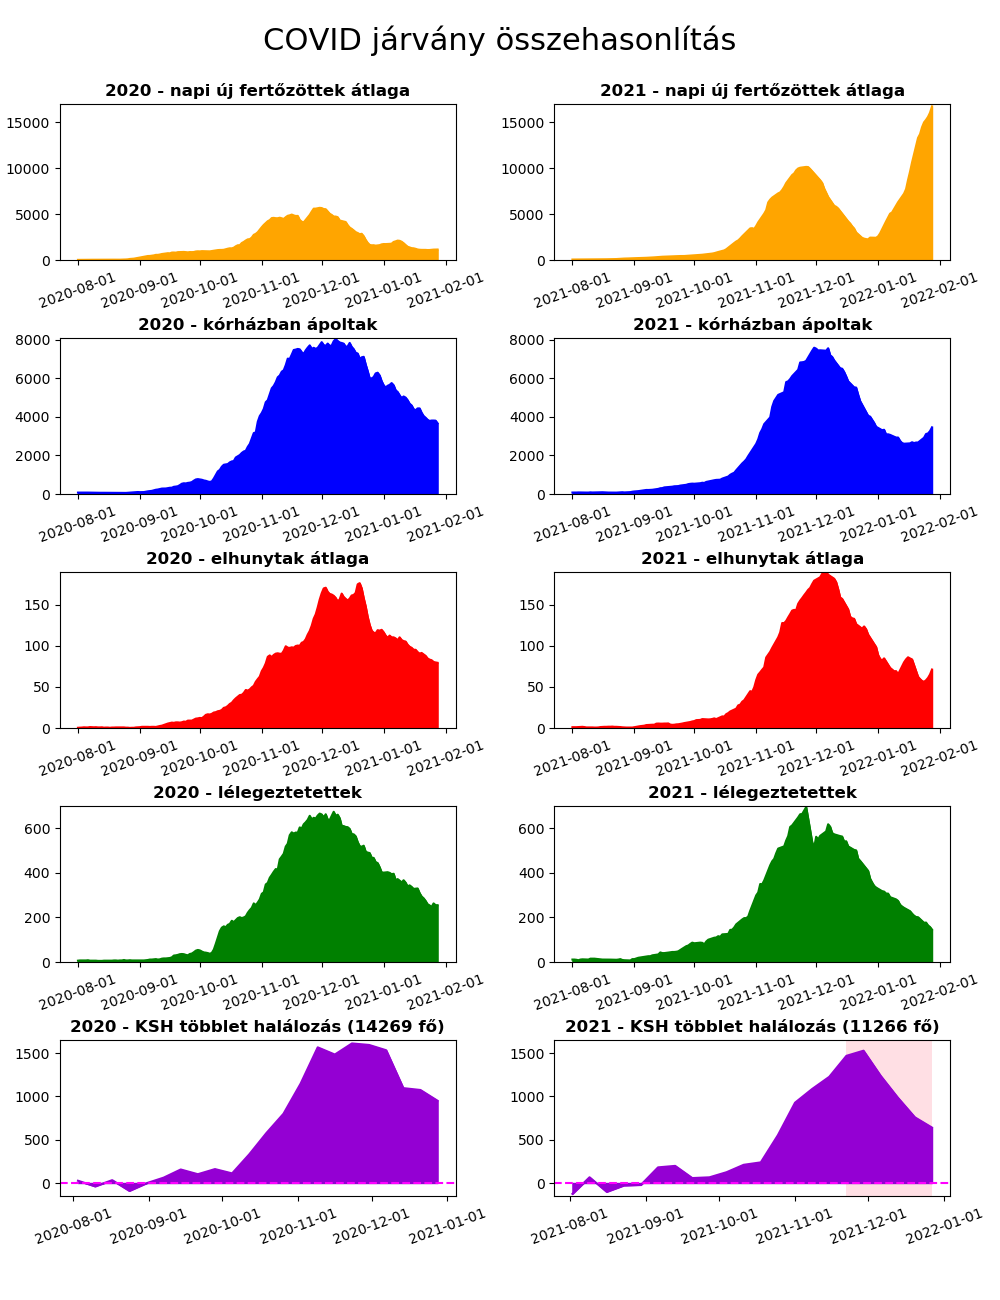 COVID járvány összehasonlítás
2020 - napi új fertőzöttek átlaga
15000
10000
5000
0
2020-08-01 2020-09-01 2020-10-01 2020-11-01 2020-12-01 2021-01-01 2021-02-01
2021 - napi új fertőzöttek átlaga
15000
10000
5000
0
2021-08-01 2021-09-01 2021-10-01 2021-11-01 2021-12-01 2022-01-01 2022-02-01
2020 - kórházban ápoltak
8000
6000
4000
2000
0
2020-08-01 2020-09-01 2020-10-01 2020-11-01 2020-12-01 2021-01-01 2021-02-01
2021 - kórházban ápoltak
8000
6000
4000
2000
0
2021-08-01 2021-09-01 2021-10-01 2021-11-01 2021-12-01 2022-01-01 2022-02-01
2020 - elhunytak átlaga
150
100
50
0
2020-08-01 2020-09-01 2020-10-01 2020-11-01 2020-12-01 2021-01-01 2021-02-01
2021 - elhunytak átlaga
150
100
50
0
2021-08-01 2021-09-01 2021-10-01 2021-11-01 2021-12-01 2022-01-01 2022-02-01
2020 - lélegeztetettek
600
400
200
0
2020-08-01 2020-09-01 2020-10-01 2020-11-01 2020-12-01 2021-01-01 2021-02-01
2021 - lélegeztetettek
600
400
200
0
2021-08-01 2021-09-01 2021-10-01 2021-11-01 2021-12-01 2022-01-01 2022-02-01
2020 - KSH többlet halálozás (14269 fő)
1500
1000
500
0
2020-08-01 2020-09-01 2020-10-01 2020-11-01 2020-12-01 2021-01-01
2021 - KSH többlet halálozás (11266 fő)
1500
1000
500
0
2021-08-01 2021-09-01 2021-10-01 2021-11-01 2021-12-01 2022-01-01